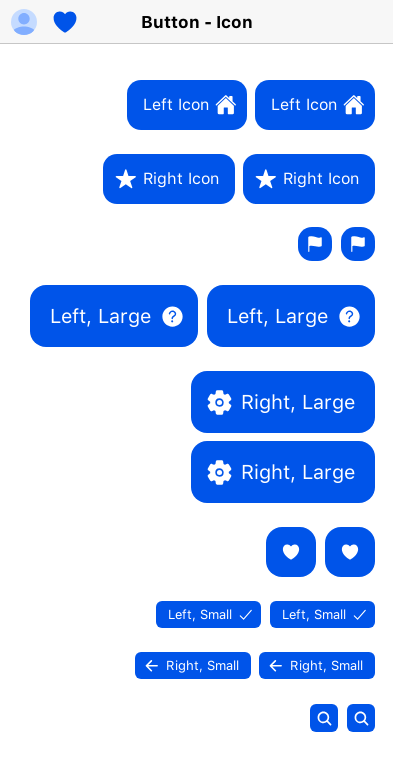 Button - Icon
Left Icon Left Icon
Right Icon Right Icon
Left, Large Left, Large
Right, Large
Right, Large
Left, Small Left, Small
Right, Small Right, Small